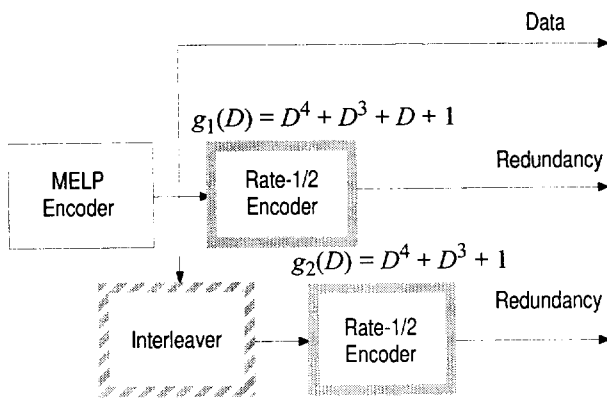 Data
g₁(D) = D⁴ + D³ + D + 1
MELP
Encoder
Rate-1/2
Encoder
Redundancy
g₂(D) = D⁴ + D³ + 1
Interleaver
Rate-1/2
Encoder
Redundancy